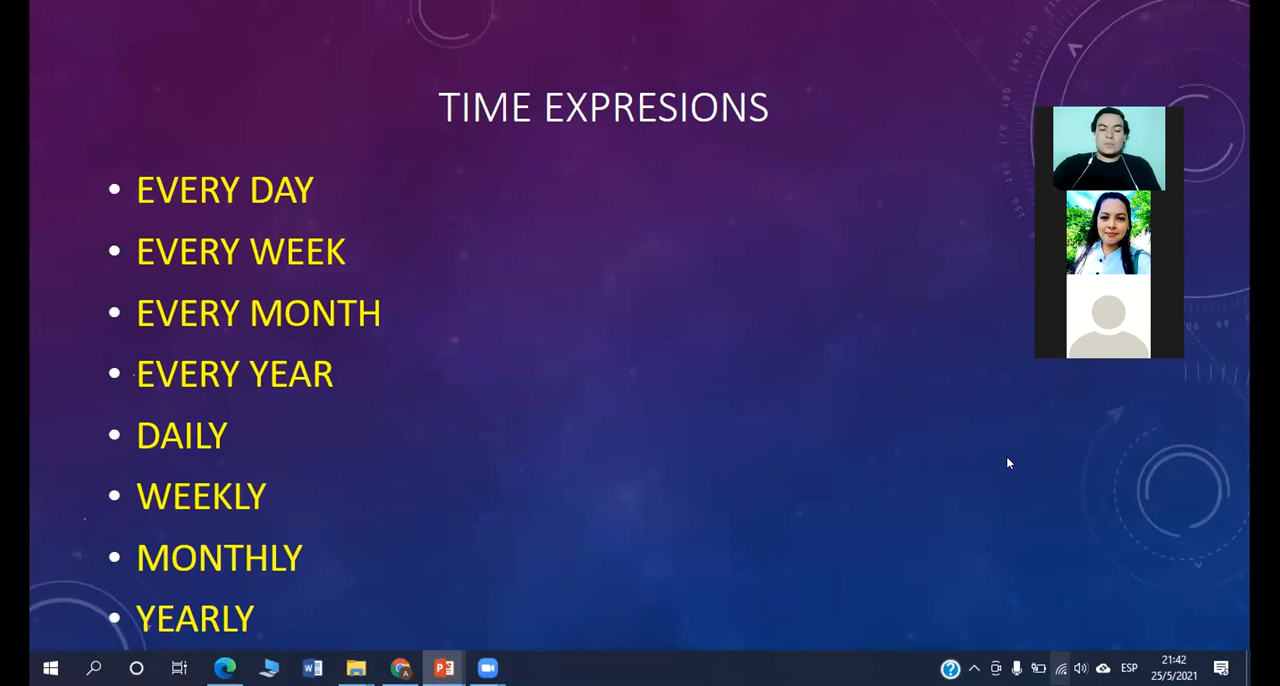 TIME EXPRESIONS
• EVERY DAY
• EVERY WEEK
• EVERY MONTH
• EVERY YEAR
• DAILY
• WEEKLY
• MONTHLY
• YEARLY
ESP
21:42
25/5/2021